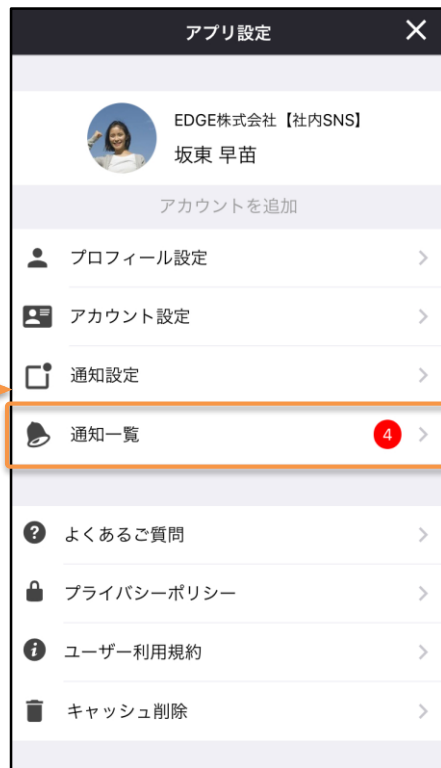 アプリ設定
EDGE株式会社【社内SNS】
坂東 早苗
アカウントを追加
プロフィール設定
アカウント設定
通知設定
通知一覧 4
よくあるご質問
プライバシーポリシー
ユーザー利用規約
キャッシュ削除